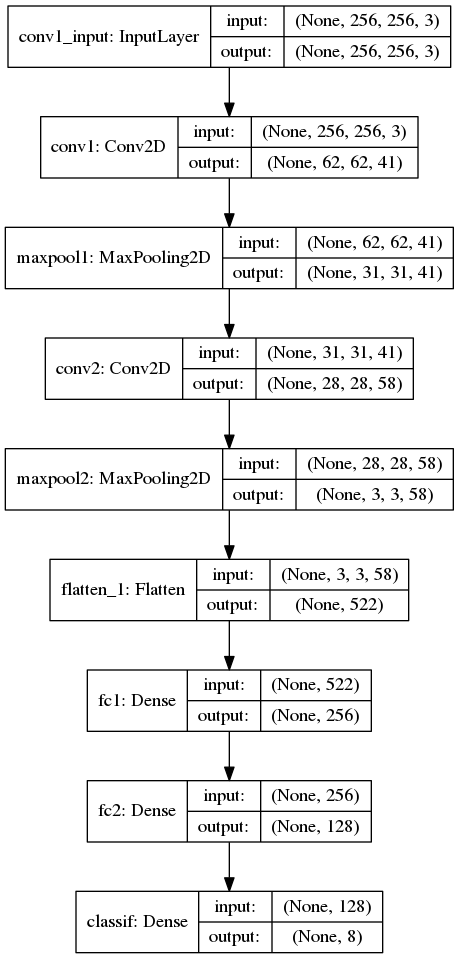 conv1_input: InputLayer
input: (None, 256, 256, 3)
output: (None, 256, 256, 3)
conv1: Conv2D
input: (None, 256, 256, 3)
output: (None, 62, 62, 41)
maxpool1: MaxPooling2D
input: (None, 62, 62, 41)
output: (None, 31, 31, 41)
conv2: Conv2D
input: (None, 31, 31, 41)
output: (None, 28, 28, 58)
maxpool2: MaxPooling2D
input: (None, 28, 28, 58)
output: (None, 3, 3, 58)
flatten_1: Flatten
input: (None, 3, 3, 58)
output: (None, 522)
fc1: Dense
input: (None, 522)
output: (None, 256)
fc2: Dense
input: (None, 256)
output: (None, 128)
classif: Dense
input: (None, 128)
output: (None, 8)